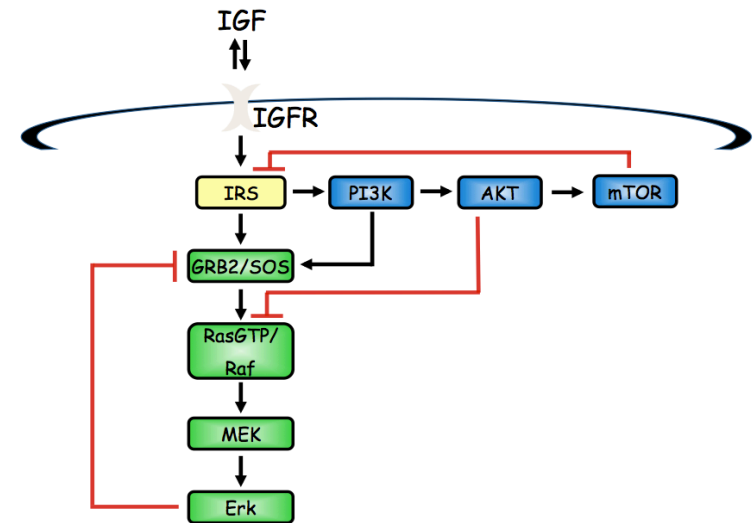 IGF
IGFR
IRS
PI3K
AKT
mTOR
GRB2/SOS
RasGTP/
Raf
MEK
Erk